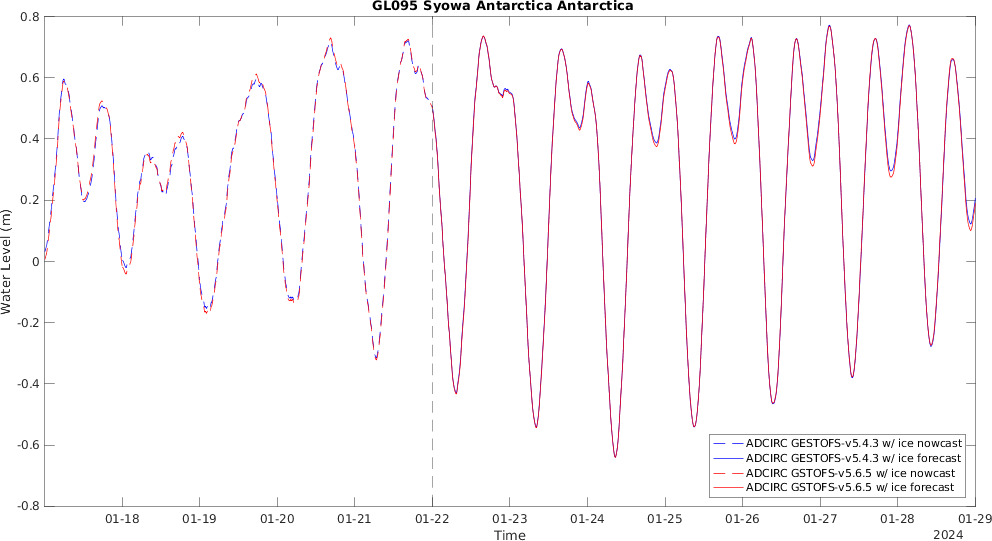 GL095 Syowa Antarctica Antarctica
0.8
0.6
0.4
0.2
0
-0.2
-0.4
-0.6
-0.8
Water Level (m)
ADCIRC GESTOFS-v5.4.3 w/ ice nowcast
ADCIRC GESTOFS-v5.4.3 w/ ice forecast
ADCIRC GSTOFS-v5.6.5 w/ ice nowcast
ADCIRC GSTOFS-v5.6.5 w/ ice forecast
01-18 01-19 01-20 01-21 01-22 01-23 01-24 01-25 01-26 01-27 01-28 01-29
Time
2024